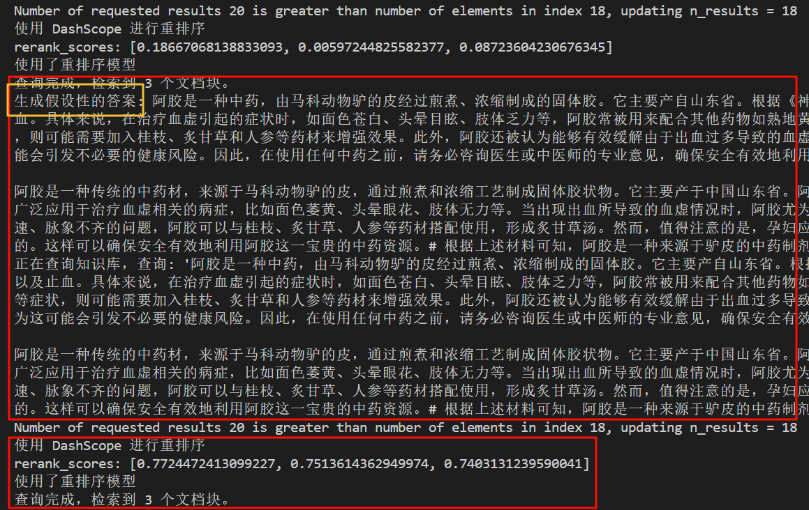 Number of requested results 20 is greater than number of elements in index 18, updating n_results = 18
使用 DashScope 进行重排序
rerank_scores: [0.18667068138833093, 0.00597244825582377, 0.08723604230676345]
使用了重排序模型
查询完成，检索到 3 个文档块。
生成假设性的答案: 阿胶是一种中药，由马科动物驴的皮经过煎煮、浓缩制成的固体胶。它主要产自山东省。根据《神
血。具体来说，在治疗血虚引起的症状时，如面色苍白、头晕目眩、肢体乏力等，阿胶常被用来配合其他药物如熟地黄
，则可能需要加入桂枝、炙甘草和人参等药材来增强效果。此外，阿胶还被认为能够有效缓解由于出血过多导致的血虚
能会引发不必要的健康风险。因此，在使用任何中药之前，请务必咨询医生或中医师的专业意见，确保安全有效地利用
阿胶是一种传统的中药材，来源于马科动物驴的皮，通过煎煮和浓缩工艺制成固体胶状物。它主要产于中国山东省。阿
广泛应用于治疗血虚相关的病症，比如面色萎黄、头晕眼花、肢体无力等。当出现出血所导致的血虚情况时，阿胶尤为
速、脉象不齐的问题，阿胶可以与桂枝、炙甘草、人参等药材搭配使用，形成炙甘草汤。然而，值得注意的是，孕妇应
的。这样可以确保安全有效地利用阿胶这一宝贵的中药资源。# 根据上述材料可知，阿胶是一种来源于驴皮的中药制剂
正在查询知识库，查询: '阿胶是一种中药，由马科动物驴的皮经过煎煮、浓缩制成的固体胶。它主要产自山东省。根据
以及止血。具体来说，在治疗血虚引起的症状时，如面色苍白、头晕目眩、肢体乏力等，阿胶常被用来配合其他药物如
等症状，则可能需要加入桂枝、炙甘草和人参等药材来增强效果。此外，阿胶还被认为能够有效缓解由于出血过多导致
为这可能会引发不必要的健康风险。因此，在使用任何中药之前，请务必咨询医生或中医师的专业意见，确保安全有效
阿胶是一种传统的中药材，来源于马科动物驴的皮，通过煎煮和浓缩工艺制成固体胶状物。它主要产于中国山东省。阿
广泛应用于治疗血虚相关的病症，比如面色萎黄、头晕眼花、肢体无力等。当出现出血所导致的血虚情况时，阿胶尤为
速、脉象不齐的问题，阿胶可以与桂枝、炙甘草、人参等药材搭配使用，形成炙甘草汤。然而，值得注意的是，孕妇应
的。这样可以确保安全有效地利用阿胶这一宝贵的中药资源。# 根据上述材料可知，阿胶是一种来源于驴皮的中药制剂
Number of requested results 20 is greater than number of elements in index 18, updating n_results = 18
使用 DashScope 进行重排序
rerank_scores: [0.7724472413099227, 0.7513614362949974, 0.7403131239590041]
使用了重排序模型
查询完成，检索到 3 个文档块。